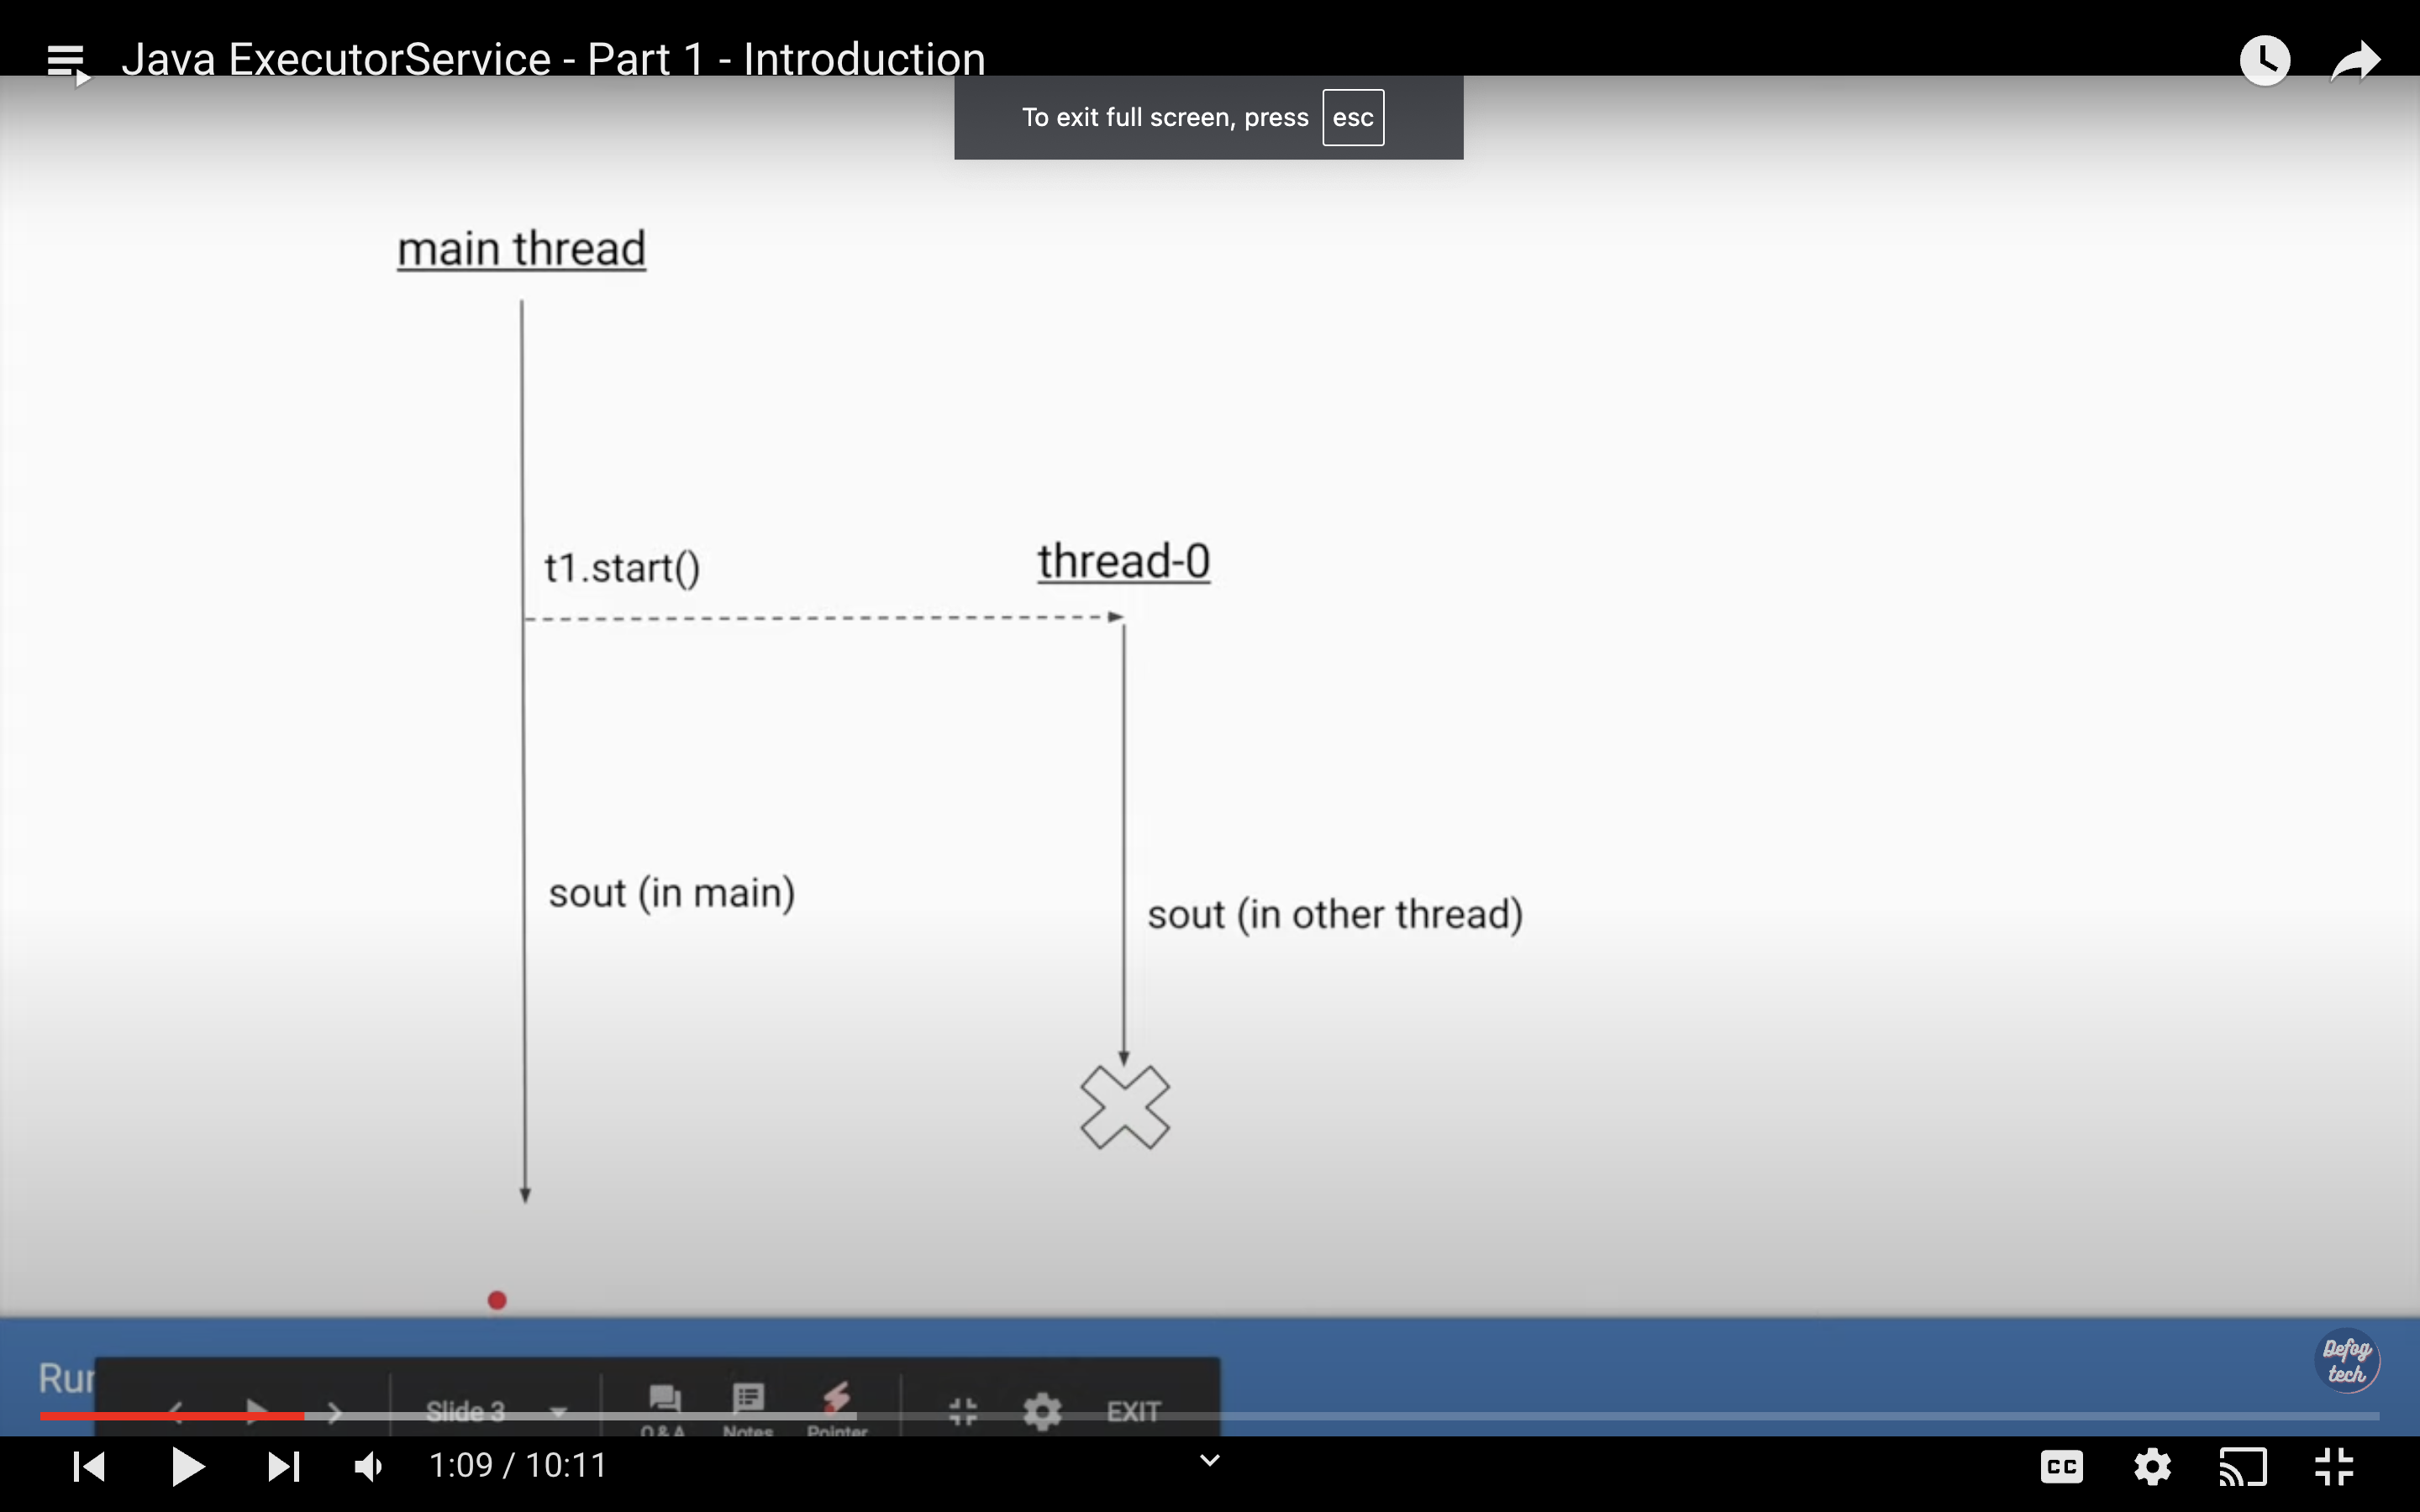 Java ExecutorService - Part 1 - Introduction
To exit full screen, press esc
main thread
t1.start()
thread-0
sout (in main)
sout (in other thread)
Defog
tech
Slide 3
EXIT
Q&A
Notes
Pointer
1:09 / 10:11
CC